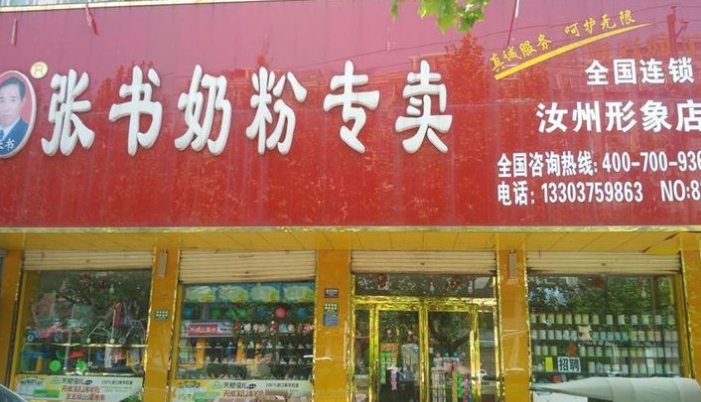 张书奶粉专卖
真诚服务 呵护无限
全国连锁
汝州形象店
全国咨询热线:400-700-936
电话:13303759863 NO:8
招聘